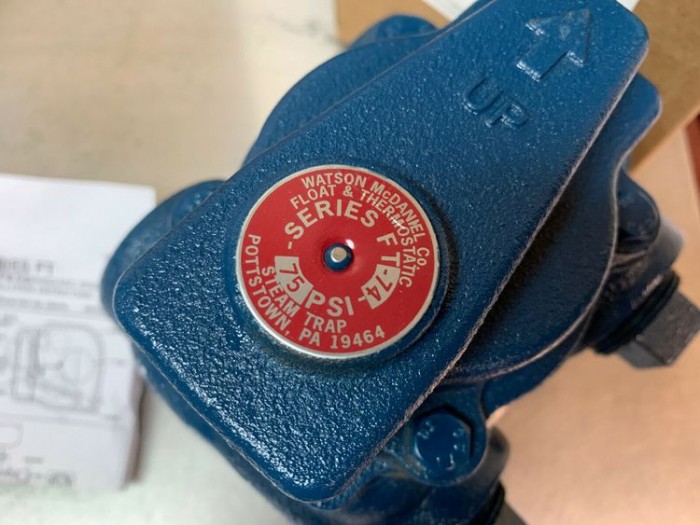 UP
WATSON McDANIEL Co.
FLOAT & THERMOSTATIC
-SERIES FT-74-
75 PSI
STEAM TRAP
POTTSTOWN, PA 19464